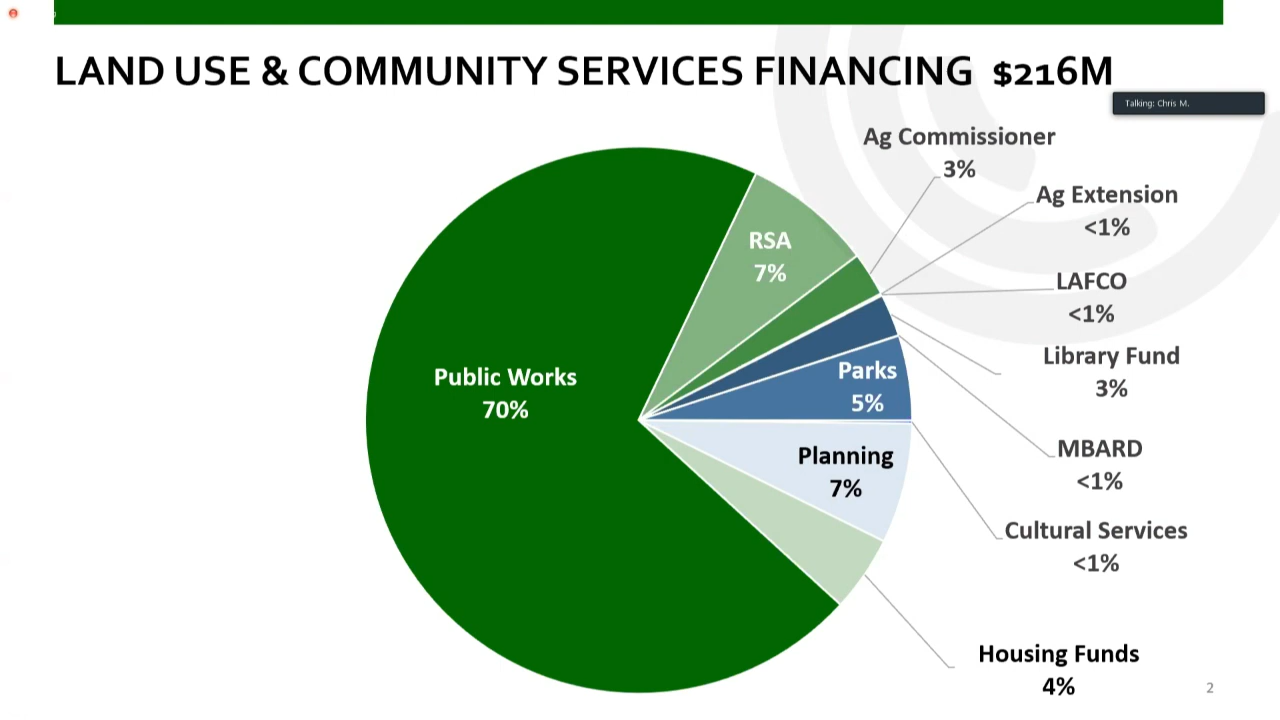 LAND USE & COMMUNITY SERVICES FINANCING $216M
Talking: Chris M.
Ag Commissioner
3%
Ag Extension
<1%
RSA
7%
LAFCO
<1%
Library Fund
3%
Parks
5%
Public Works
70%
MBARD
<1%
Planning
7%
Cultural Services
<1%
Housing Funds
4%
2